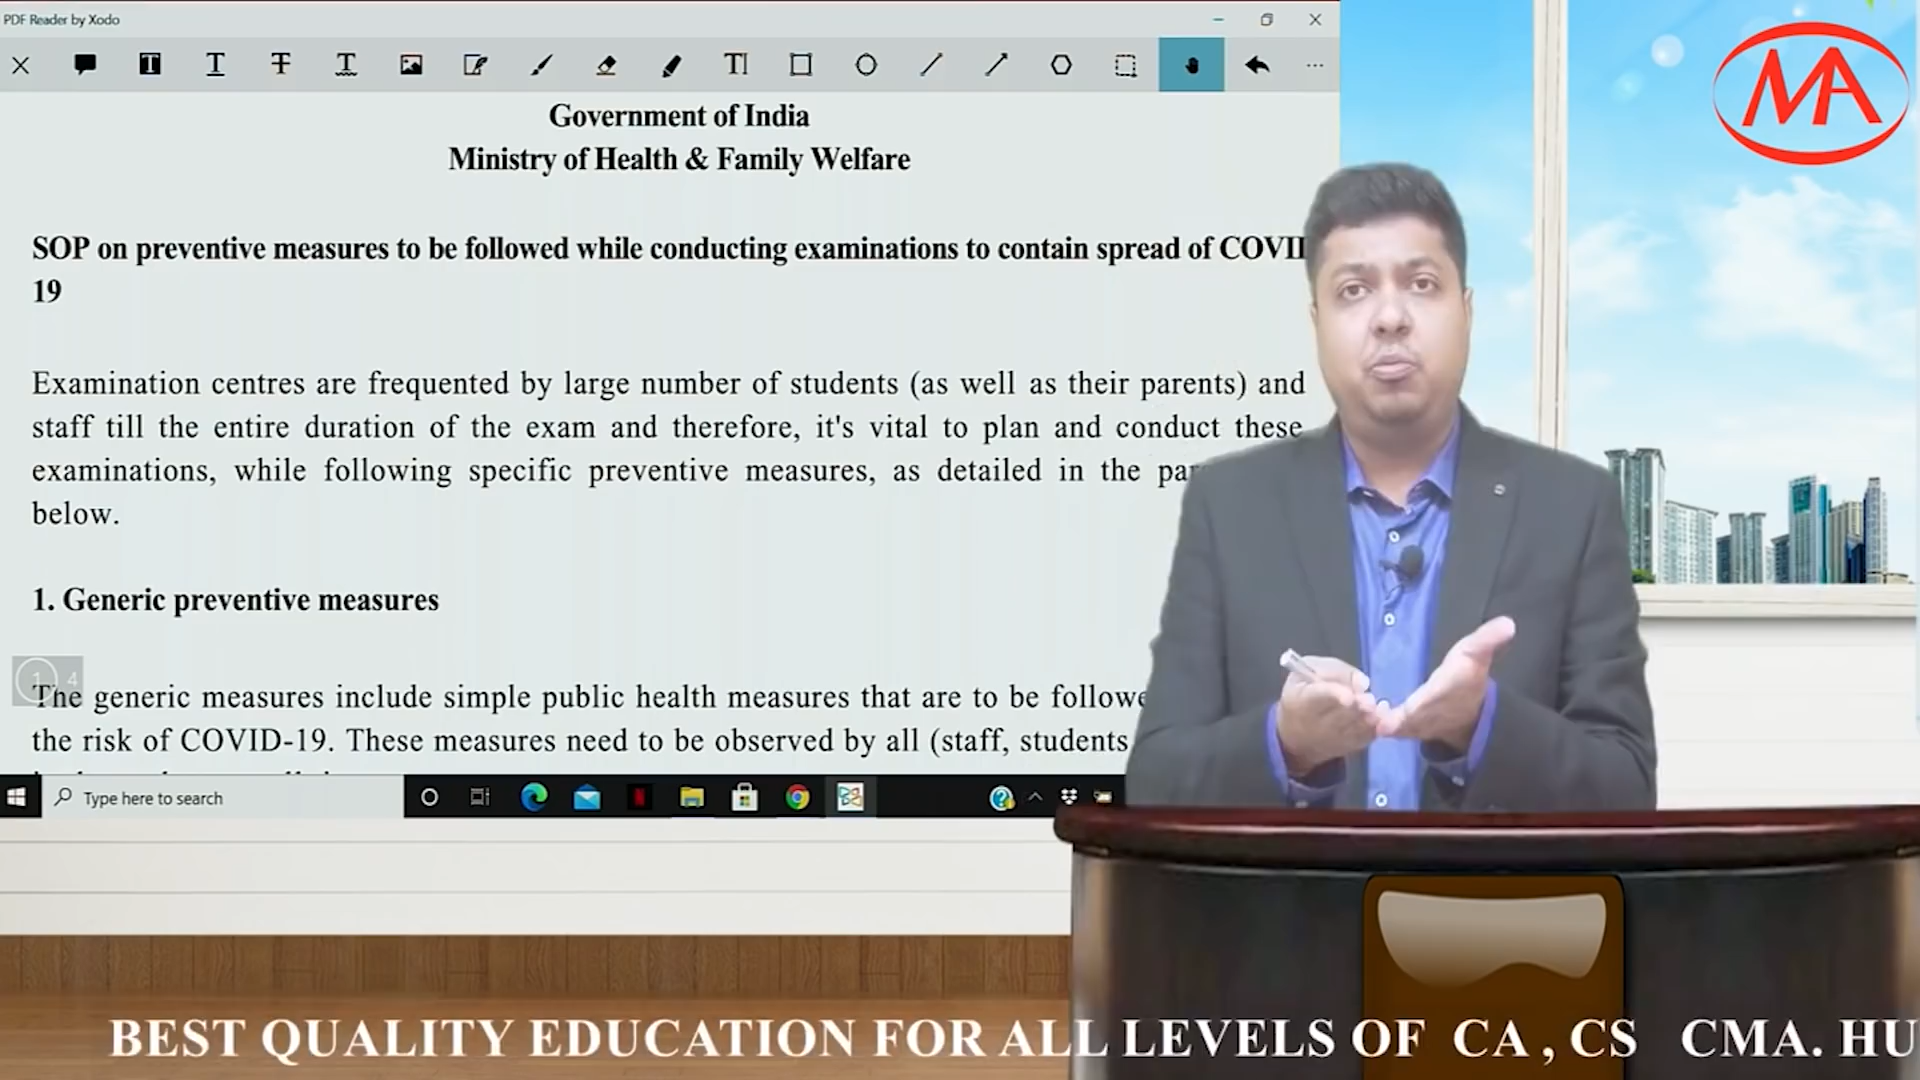 PDF Reader by Xodo
MA
Government of India
Ministry of Health & Family Welfare
SOP on preventive measures to be followed while conducting examinations to contain spread of
19
Examination centres are frequented by large number of students (as well as their parents) and
staff till the entire duration of the exam and therefore, it's vital to plan and conduct these
examinations, while following specific preventive measures, as detailed in the
below.
1. Generic preventive measures
1 4
The generic measures include simple public health measures that are to be
the risk of COVID-19. These measures need to be observed by all (staff, students
Type here to search
BEST QUALITY EDUCATION FOR ALL LEVELS OF CA , CS CMA. HU